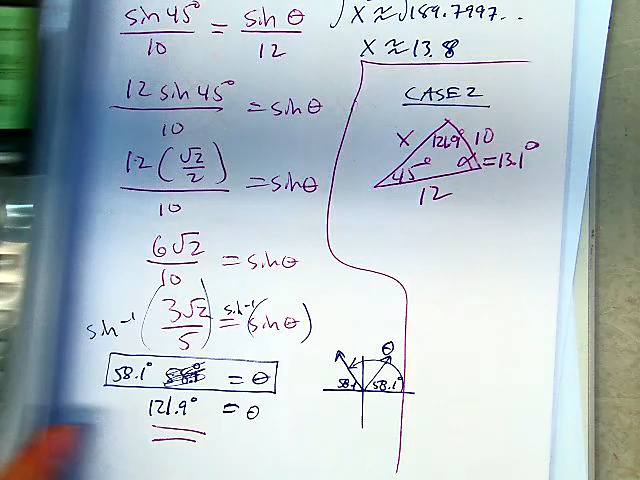 sin 45° / 10 = sin θ / 12
12 sin 45° / 10 = sin θ
12 (√2 / 2) / 10 = sin θ
6√2 / 10 = sin θ
sin⁻¹ (3√2 / 5) = sin⁻¹ (sin θ)
58.1° = θ
121.9° = θ
√X ≈ √189.7997...
X ≈ 13.8
CASE 2
X 121.9° 10
45° α = 13.1°
12
θ
58.1 58.1°